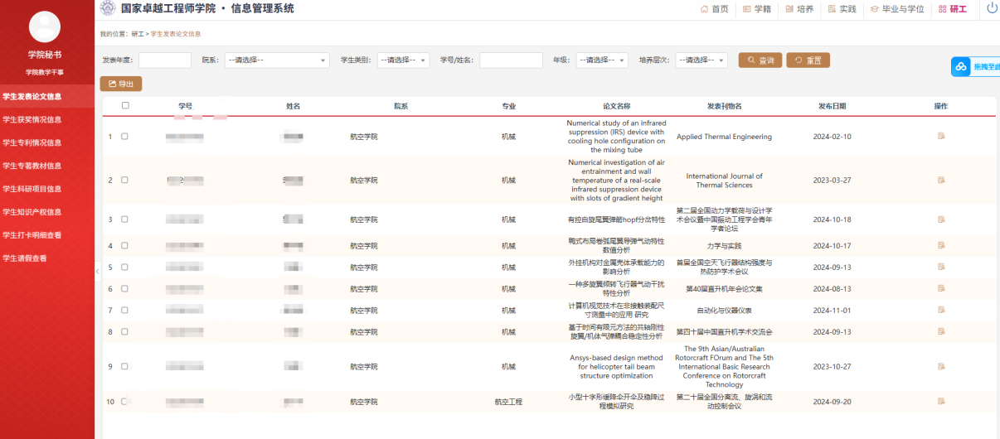 国家卓越工程师学院 · 信息管理系统
首页
学籍
培养
实践
毕业与学位
研工
学院秘书
学院教学干事
学生发表论文信息
学生获奖情况信息
学生专利情况信息
学生专著教材信息
学生科研项目信息
学生知识产权信息
学生打卡明细查看
学生请假查看
我的位置：研工 > 学生发表论文信息
发表年度：
院系：
--请选择--
学生类别：
--请选择--
学号/姓名：
年级：
--请选择--
培养层次：
--请选择--
查询
重置
拖拽至此
导出
学号 姓名 院系 专业 论文名称 发表刊物名 发布日期 操作
1 航空学院 机械
Numerical study of an infrared
suppression (IRS) device with
cooling hole configuration on
the mixing tube
Applied Thermal Engineering
2024-02-10
2 航空学院 机械
Numerical investigation of air
entrainment and wall
temperature of a real-scale
infrared suppression device
with slots of gradient height
International Journal of
Thermal Sciences
2023-03-27
3 航空学院 机械
有控自旋尾翼弹箭hopf分岔特性
第二届全国动力学载荷与设计学
术会议暨中国振动工程学会青年
学者论坛
2024-10-18
4 航空学院 机械
鸭式布局卷弧尾翼导弹气动特性
数值分析
力学与实践
2024-10-17
5 航空学院 机械
外挂机构对金属壳体承载能力的
影响分析
首届全国空天飞行器结构强度与
热防护学术会议
2024-09-13
6 航空学院 机械
一种多旋翼倾转飞行器气动干扰
特性分析
第40届直升机年会论文集
2024-08-13
7 航空学院 机械
计算机视觉技术在非接触装配尺
寸测量中的应用 研究
自动化与仪器仪表
2024-11-01
8 航空学院 机械
基于时间有限元方法的共轴刚性
旋翼/机体气弹耦合稳定性分析
第四十届中国直升机学术交流会
2024-09-13
9 航空学院 机械
Ansys-based design method
for helicopter tail beam
structure optimization
The 9th Asian/Australian
Rotorcraft FOrum and The 5th
International Basic Research
Conference on Rotorcraft
Technology
2023-10-27
10 航空学院 航空工程
小型十字形缓降伞开伞及稳降过
程模拟研究
第二十届全国分离流、旋涡和流
动控制会议
2024-09-20